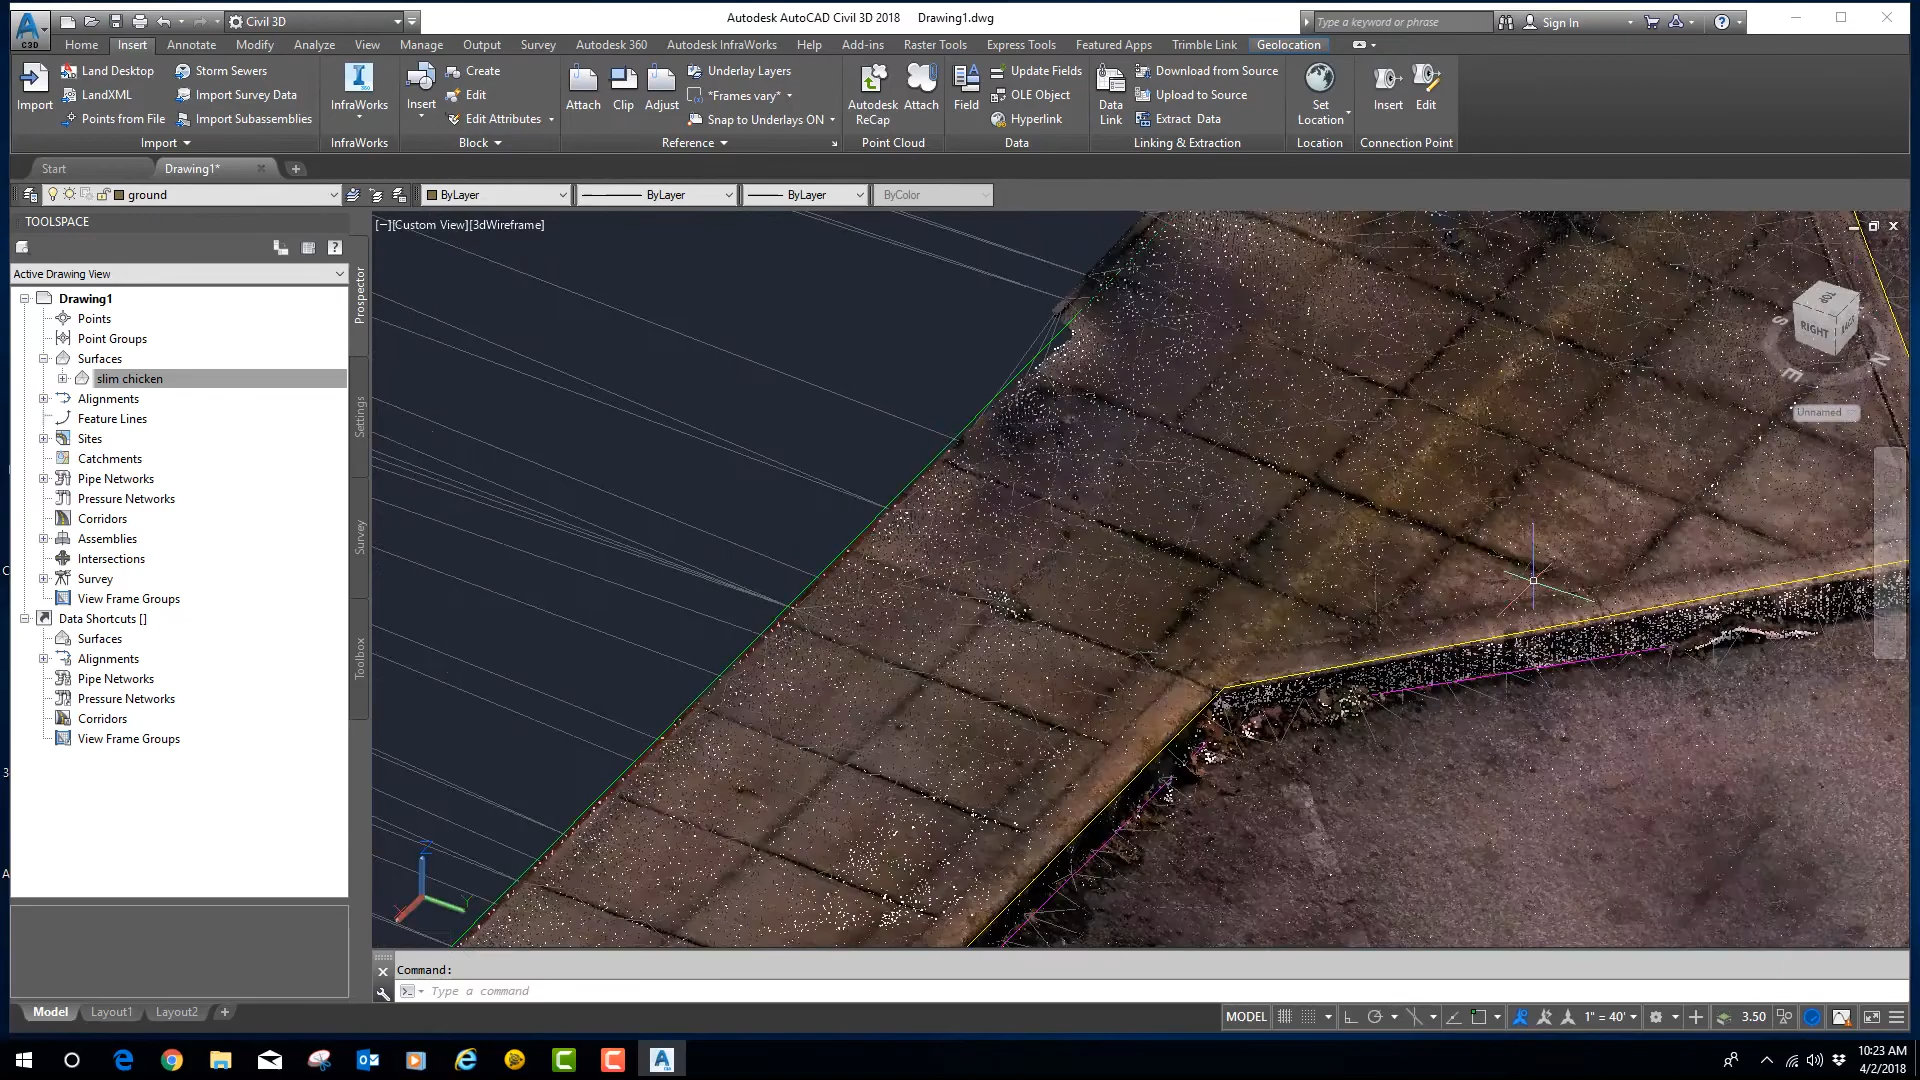 Civil 3D
Autodesk AutoCAD Civil 3D 2018 Drawing1.dwg
Type a keyword or phrase
Sign In
C3D
Home Insert Annotate Modify Analyze View Manage Output Survey Autodesk 360 Autodesk InfraWorks Help Add-ins Raster Tools Express Tools Featured Apps Trimble Link Geolocation
Import
Land Desktop
LandXML
Points from File
Storm Sewers
Import Survey Data
Import Subassemblies
Import
InfraWorks
InfraWorks
Insert
Create
Edit
Edit Attributes
Block
Attach
Clip
Adjust
Underlay Layers
*Frames vary*
Snap to Underlays ON
Reference
Autodesk
ReCap
Attach
Point Cloud
Field
Update Fields
OLE Object
Hyperlink
Data
Data
Link
Download from Source
Upload to Source
Extract Data
Linking & Extraction
Set
Location
Location
Insert
Edit
Connection Point
Start
Drawing1*
ground
ByLayer
ByLayer
ByLayer
ByColor
TOOLSPACE
Active Drawing View
Drawing1
Points
Point Groups
Surfaces
slim chicken
Alignments
Feature Lines
Sites
Catchments
Pipe Networks
Pressure Networks
Corridors
Assemblies
Intersections
Survey
View Frame Groups
Data Shortcuts []
Surfaces
Alignments
Pipe Networks
Pressure Networks
Corridors
View Frame Groups
Prospector
Settings
Survey
Toolbox
[−][Custom View][3dWireframe]
TOP
RIGHT
S
E
N
Unnamed
Z
Y
Command:
Type a command
Model Layout1 Layout2
MODEL
1" = 40'
3.50
10:23 AM
4/2/2018